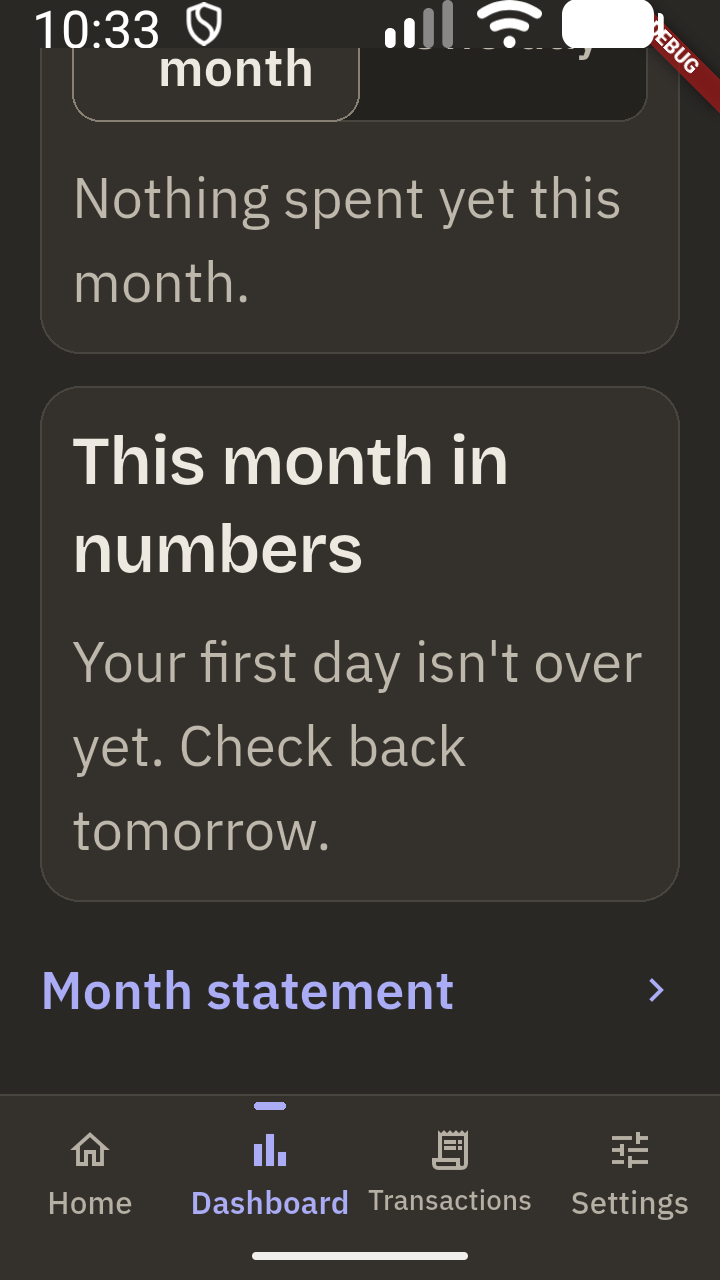 10:33
DEBUG
month
Nothing spent yet this
month.
This month in
numbers
Your first day isn't over
yet. Check back
tomorrow.
Month statement
Home
Dashboard
Transactions
Settings